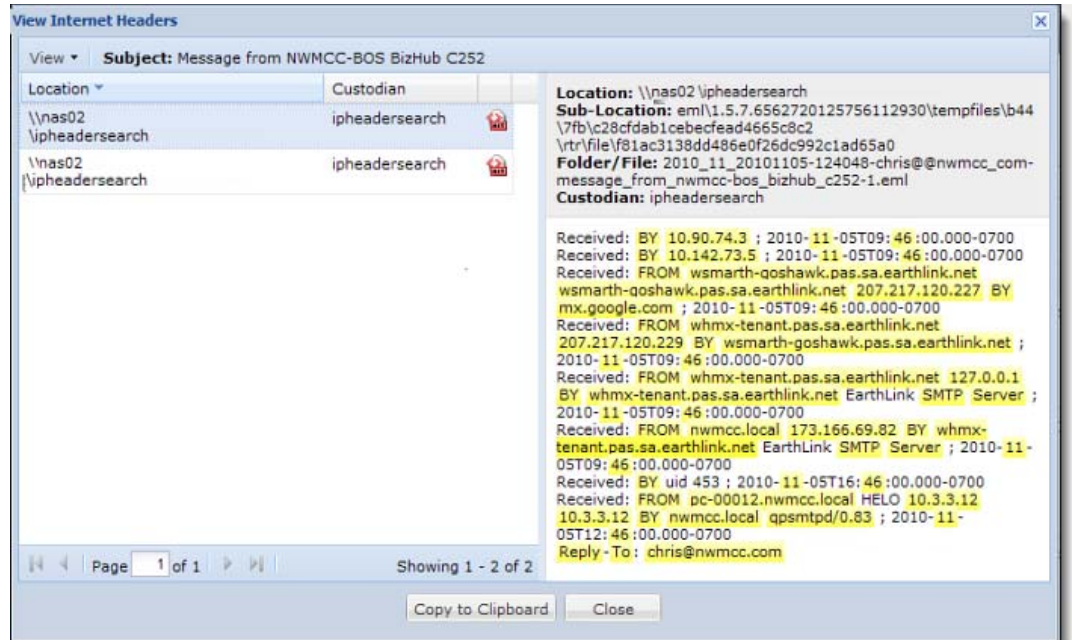 View Internet Headers
View Subject: Message from NWMCC-BOS BizHub C252
Location Custodian
\\nas02
\ipheadersearch
ipheadersearch
\\nas02
\ipheadersearch
ipheadersearch
Page 1 of 1
Showing 1 - 2 of 2
Location: \\nas02\ipheadersearch
Sub-Location: eml\1.5.7.6562720125756112930\tempfiles\b44
\7fb\c28cfdab1cebecfead4665c8c2
\rtr\file\f81ac3138dd486e0f26dc992c1ad65a0
Folder/File: 2010_11_20101105-124048-chris@@nwmcc_com-
message_from_nwmcc-bos_bizhub_c252-1.eml
Custodian: ipheadersearch
Received: BY 10.90.74.3 ; 2010-11-05T09:46:00.000-0700
Received: BY 10.142.73.5 ; 2010-11-05T09:46:00.000-0700
Received: FROM wsmarth-goshawk.pas.sa.earthlink.net
wsmarth-goshawk.pas.sa.earthlink.net 207.217.120.227 BY
mx.google.com ; 2010-11-05T09:46:00.000-0700
Received: FROM whmx-tenant.pas.sa.earthlink.net
207.217.120.229 BY wsmarth-goshawk.pas.sa.earthlink.net ;
2010-11-05T09:46:00.000-0700
Received: FROM whmx-tenant.pas.sa.earthlink.net 127.0.0.1
BY whmx-tenant.pas.sa.earthlink.net EarthLink SMTP Server ;
2010-11-05T09:46:00.000-0700
Received: FROM nwmcc.local 173.166.69.82 BY whmx-
tenant.pas.sa.earthlink.net EarthLink SMTP Server ; 2010-11-
05T09:46:00.000-0700
Received: BY uid 453 ; 2010-11-05T16:46:00.000-0700
Received: FROM pc-00012.nwmcc.local HELO 10.3.3.12
10.3.3.12 BY nwmcc.local qpsmtpd/0.83 ; 2010-11-
05T12:46:00.000-0700
Reply-To: chris@nwmcc.com
Copy to Clipboard
Close